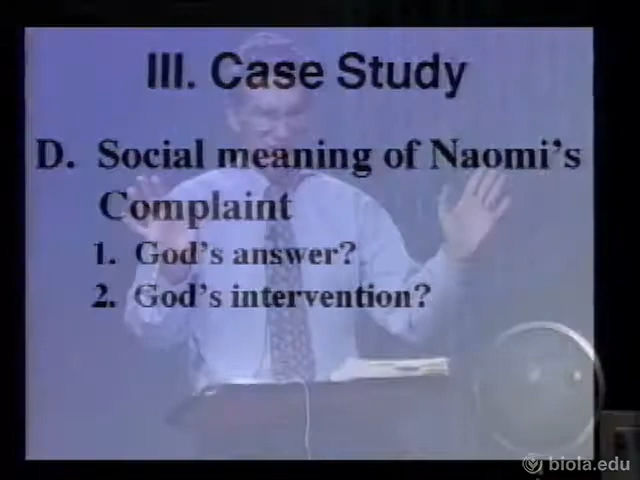 III. Case Study
D. Social meaning of Naomi's
Complaint
1. God's answer?
2. God's intervention?
biola.edu